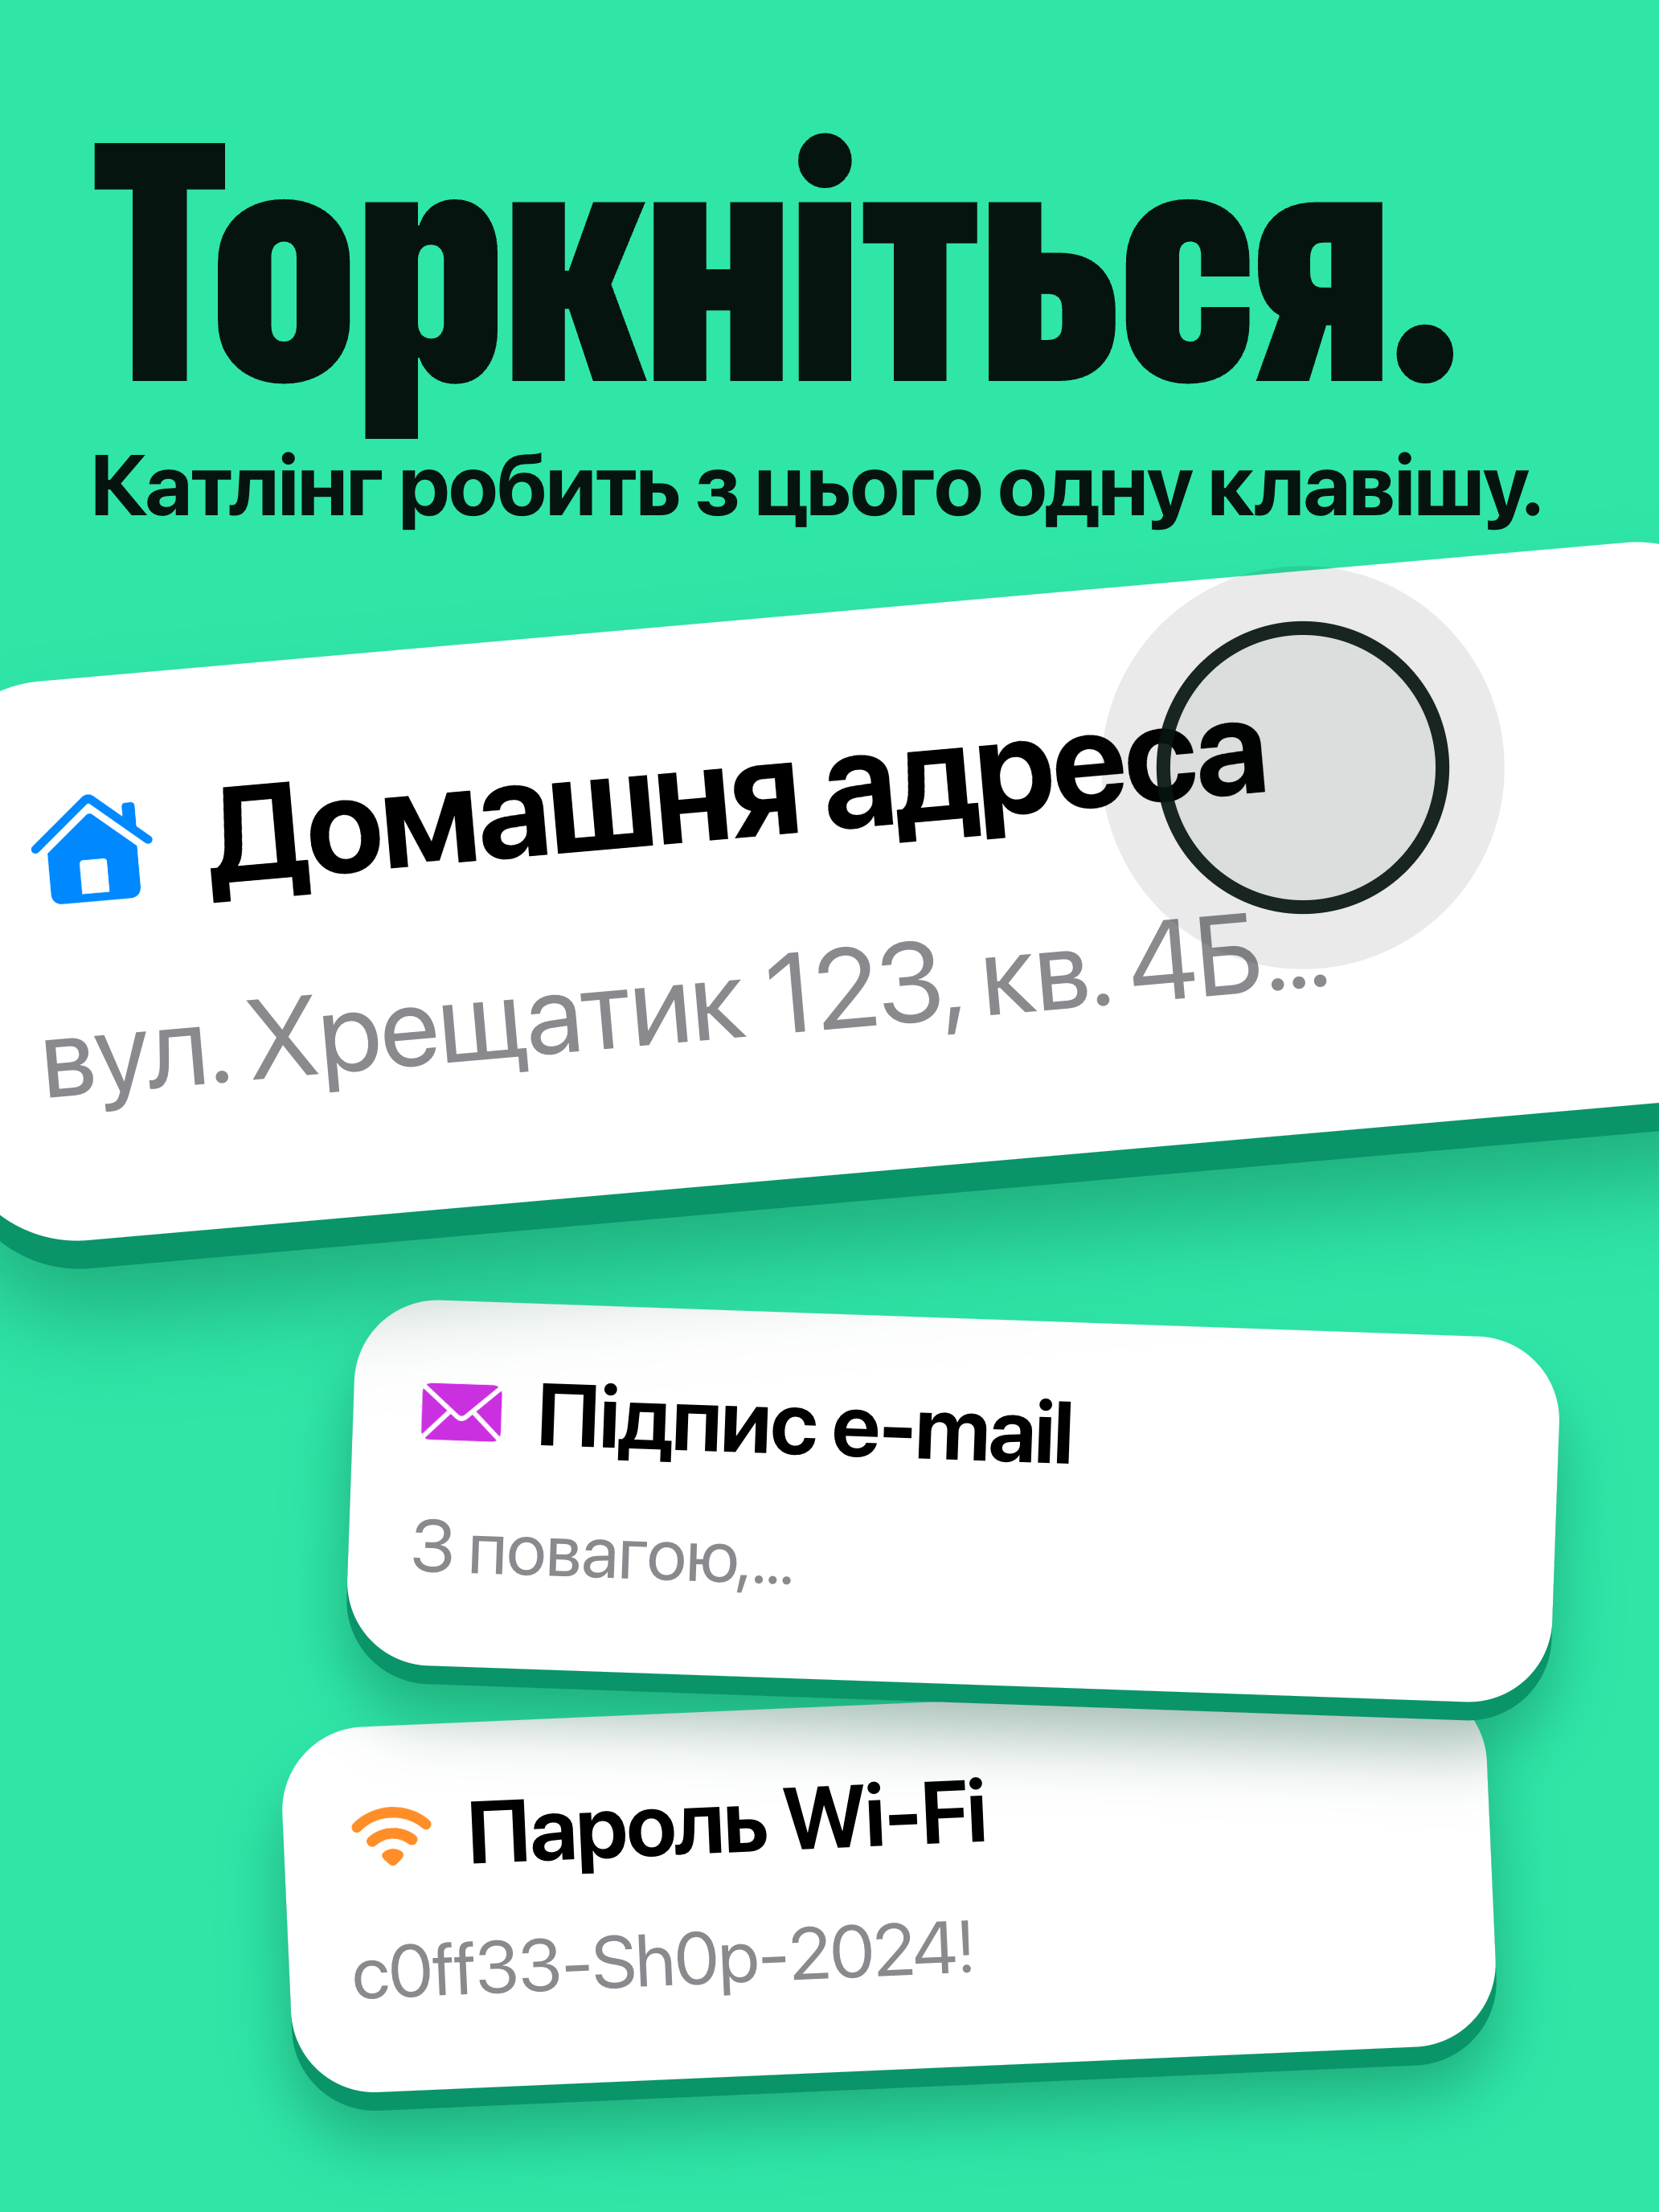 Торкніться.
Катлінг робить з цього одну клавішу.
Домашня адреса
вул. Хрещатик 123, кв. 4Б...
Підпис e-mail
З повагою,...
Пароль Wi-Fi
c0ff33-Sh0p-2024!